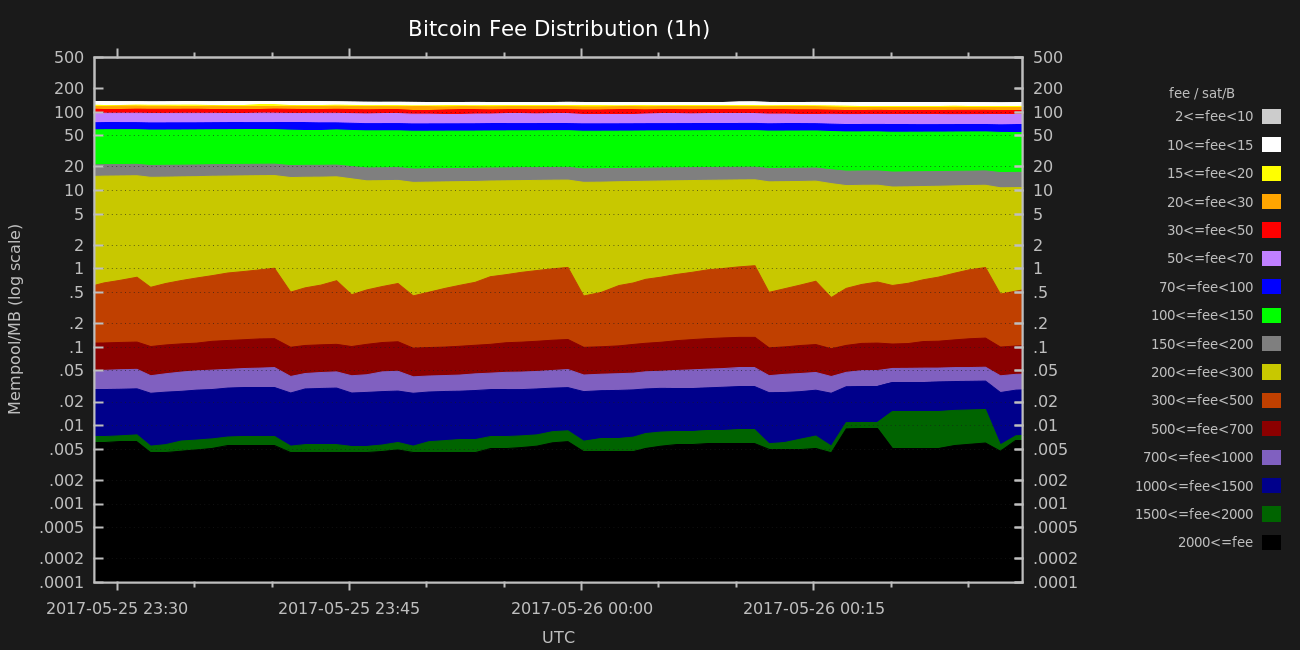 Bitcoin Fee Distribution (1h)
Mempool/MB (log scale)
500
200
100
50
20
10
5
2
1
.5
.2
.1
.05
.02
.01
.005
.002
.001
.0005
.0002
.0001
500
200
100
50
20
10
5
2
1
.5
.2
.1
.05
.02
.01
.005
.002
.001
.0005
.0002
.0001
2017-05-25 23:30
2017-05-25 23:45
2017-05-26 00:00
2017-05-26 00:15
UTC
fee / sat/B
2<=fee<10
10<=fee<15
15<=fee<20
20<=fee<30
30<=fee<50
50<=fee<70
70<=fee<100
100<=fee<150
150<=fee<200
200<=fee<300
300<=fee<500
500<=fee<700
700<=fee<1000
1000<=fee<1500
1500<=fee<2000
2000<=fee